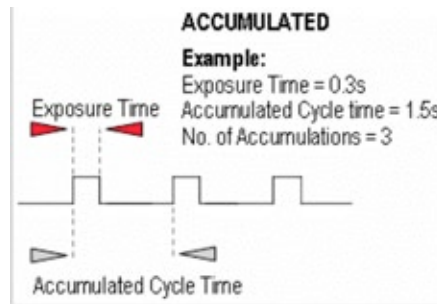 ACCUMULATED
Example:
Exposure Time = 0.3s
Accumulated Cycle time = 1.5s
No. of Accumulations = 3
Exposure Time
Accumulated Cycle Time